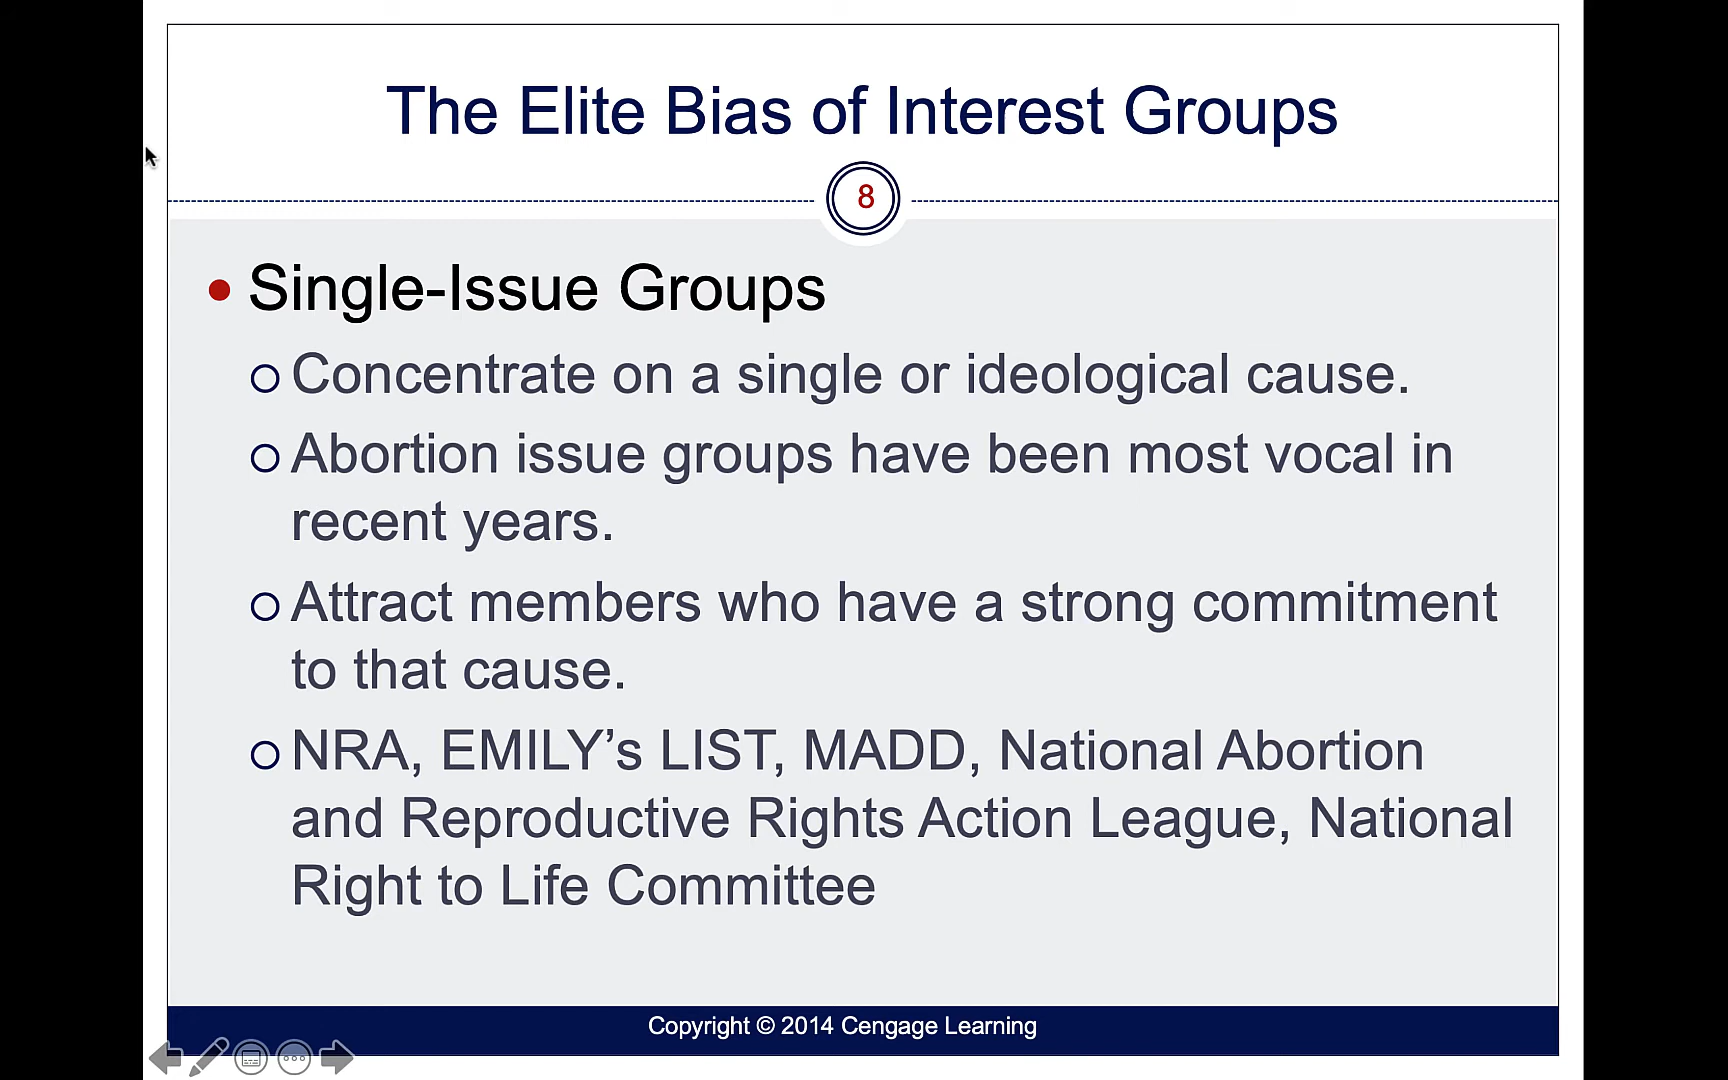 The Elite Bias of Interest Groups
8
Single-Issue Groups
Concentrate on a single or ideological cause.
Abortion issue groups have been most vocal in
recent years.
Attract members who have a strong commitment
to that cause.
NRA, EMILY’s LIST, MADD, National Abortion
and Reproductive Rights Action League, National
Right to Life Committee
Copyright © 2014 Cengage Learning